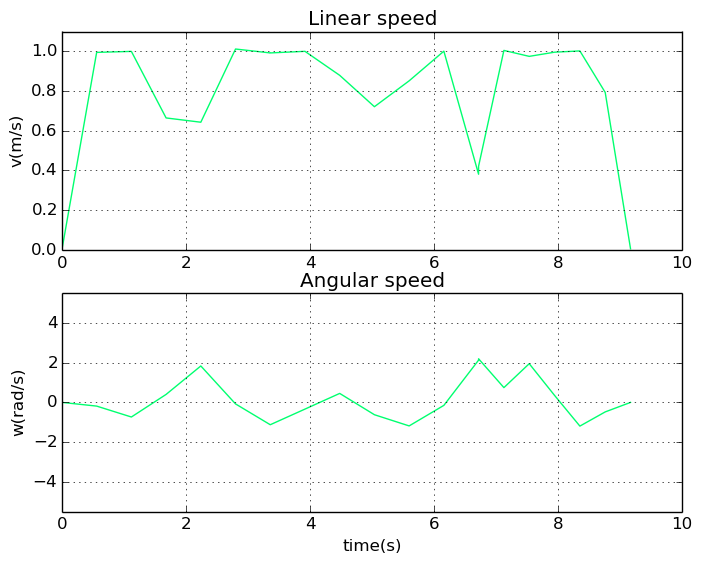 Linear speed
1.0
0.8
0.6
0.4
0.2
0.0
v(m/s)
0 2 4 6 8 10
Angular speed
4
2
0
−2
−4
w(rad/s)
0 2 4 6 8 10
time(s)